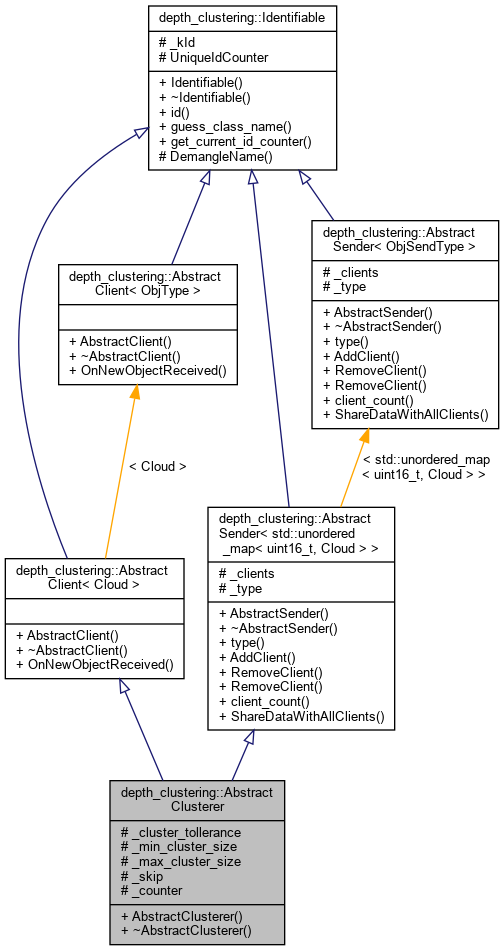 depth_clustering::Identifiable
# _kId
# UniqueIdCounter
+ Identifiable()
+ ~Identifiable()
+ id()
+ guess_class_name()
+ get_current_id_counter()
# DemangleName()
depth_clustering::Abstract
Sender< ObjSendType >
# _clients
# _type
+ AbstractSender()
+ ~AbstractSender()
+ type()
+ AddClient()
+ RemoveClient()
+ RemoveClient()
+ client_count()
+ ShareDataWithAllClients()
depth_clustering::Abstract
Client< ObjType >
+ AbstractClient()
+ ~AbstractClient()
+ OnNewObjectReceived()
< Cloud >
< std::unordered_map
< uint16_t, Cloud > >
depth_clustering::Abstract
Sender< std::unordered
_map< uint16_t, Cloud > >
# _clients
# _type
+ AbstractSender()
+ ~AbstractSender()
+ type()
+ AddClient()
+ RemoveClient()
+ RemoveClient()
+ client_count()
+ ShareDataWithAllClients()
depth_clustering::Abstract
Client< Cloud >
+ AbstractClient()
+ ~AbstractClient()
+ OnNewObjectReceived()
depth_clustering::Abstract
Clusterer
# _cluster_tollerance
# _min_cluster_size
# _max_cluster_size
# _skip
# _counter
+ AbstractClusterer()
+ ~AbstractClusterer()